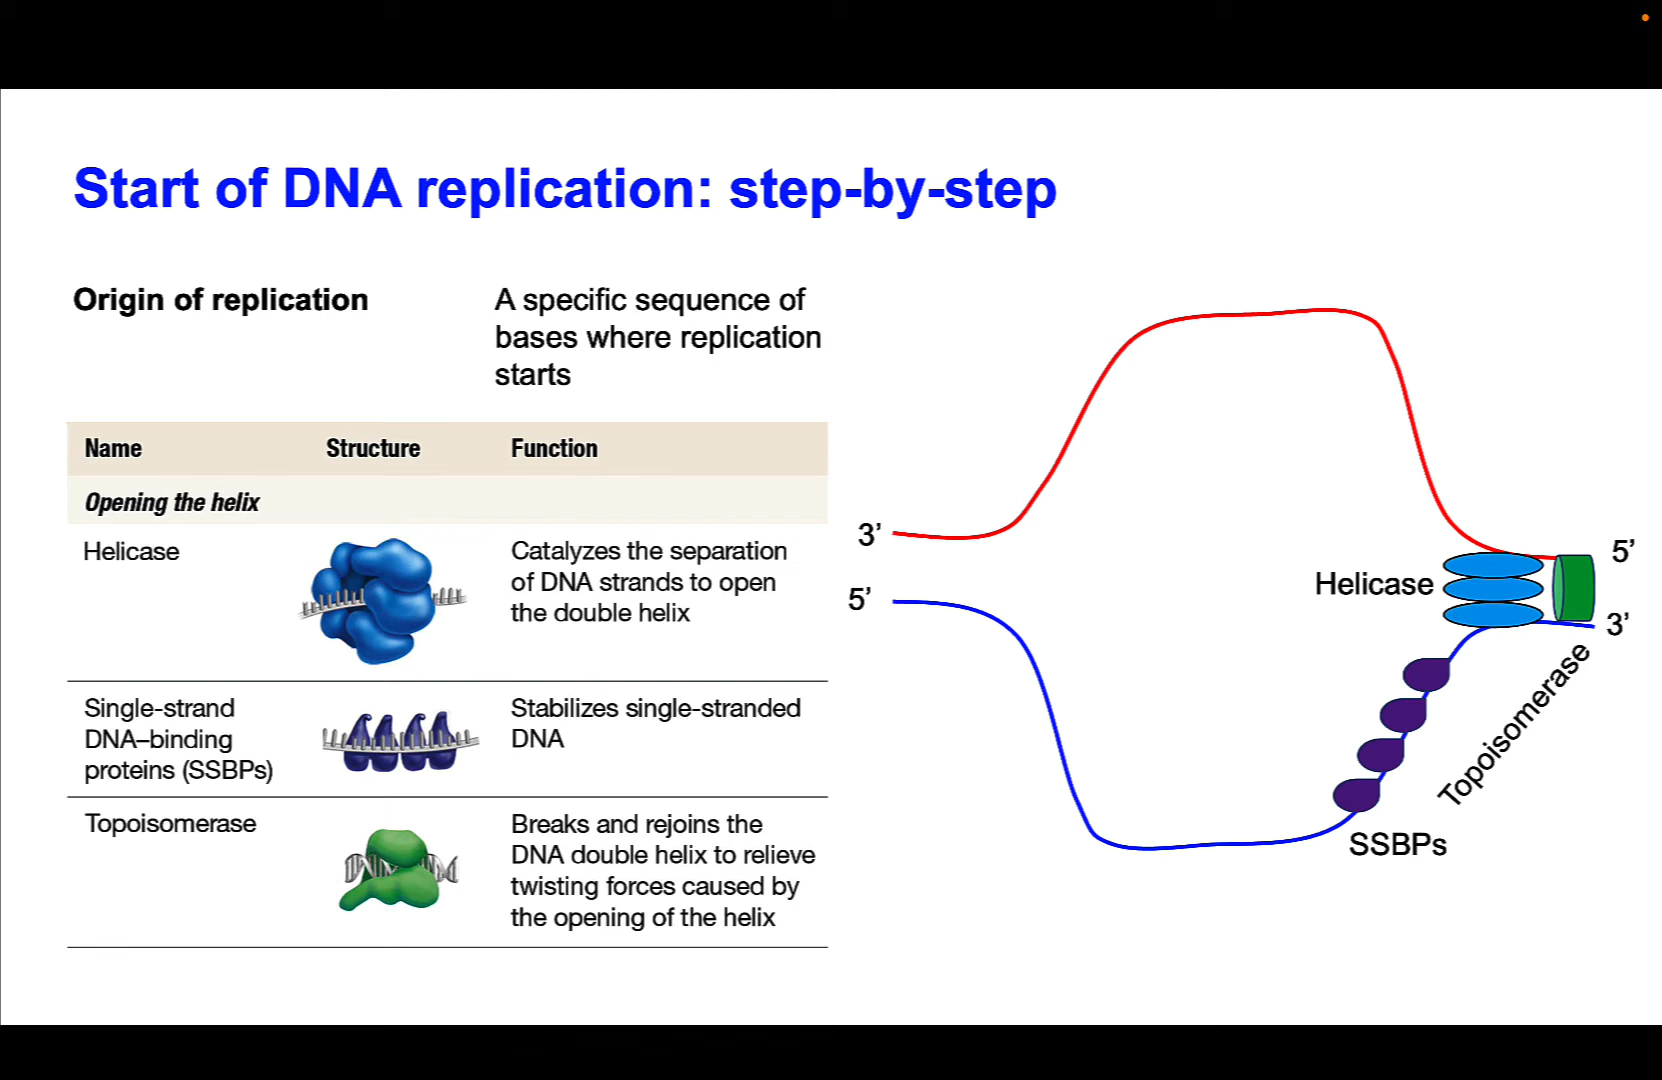 Start of DNA replication: step-by-step
Origin of replication
A specific sequence of
bases where replication
starts
Name Structure Function
Opening the helix
Helicase
Catalyzes the separation
of DNA strands to open
the double helix
Single-strand
DNA–binding
proteins (SSBPs)
Stabilizes single-stranded
DNA
Topoisomerase
Breaks and rejoins the
DNA double helix to relieve
twisting forces caused by
the opening of the helix
3’
5’
5’
3’
Helicase
Topoisomerase
SSBPs